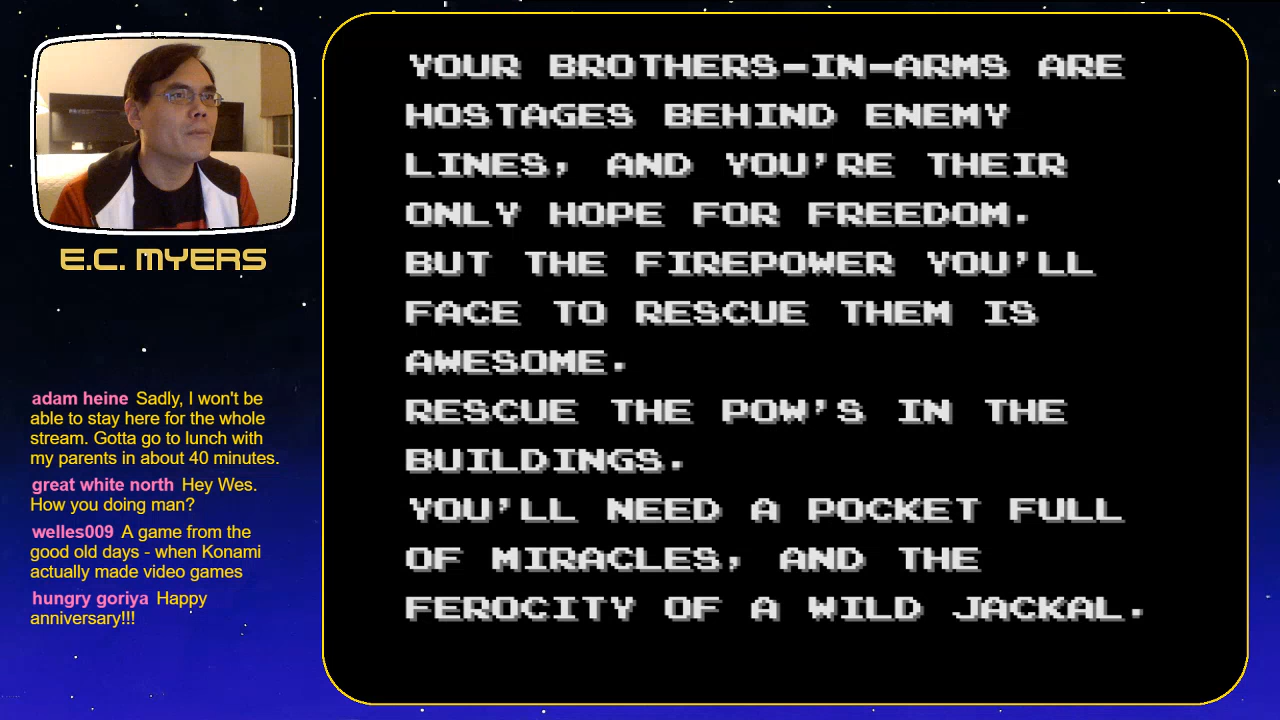 E.C. MYERS
adam heine Sadly, I won't be
able to stay here for the whole
stream. Gotta go to lunch with
my parents in about 40 minutes.
great white north Hey Wes.
How you doing man?
welles009 A game from the
good old days - when Konami
actually made video games
hungry goriya Happy
anniversary!!!
YOUR BROTHERS-IN-ARMS ARE
HOSTAGES BEHIND ENEMY
LINES, AND YOU'RE THEIR
ONLY HOPE FOR FREEDOM.
BUT THE FIREPOWER YOU'LL
FACE TO RESCUE THEM IS
AWESOME.
RESCUE THE POW'S IN THE
BUILDINGS.
YOU'LL NEED A POCKET FULL
OF MIRACLES, AND THE
FEROCITY OF A WILD JACKAL.